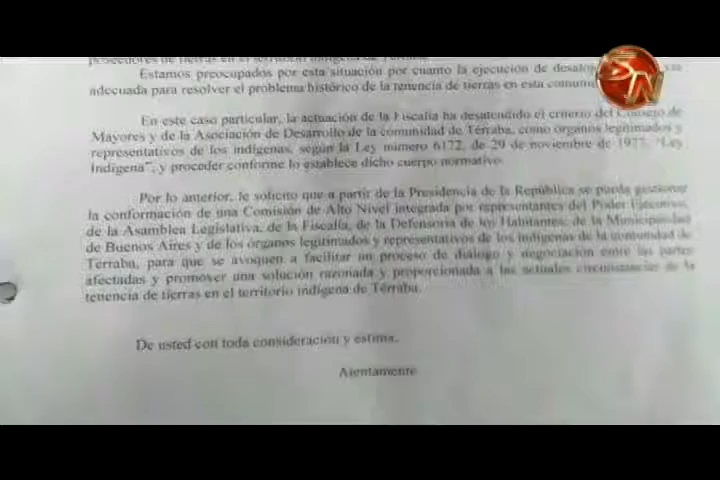 poseedores de tierras en el territorio indígena de Térraba.
Estamos preocupados por esta situación por cuanto la ejecución de
adecuada para resolver el problema histórico de la tenencia de tierras en esta
En este caso particular, la actuación de la Fiscalía ha desatendido el criterio del Consejo de
Mayores y de la Asociación de Desarrollo de la comunidad de Térraba, como órganos legitimados y
representativos de los indígenas, según la Ley número 6172, de 29 de noviembre de 1977, "Ley
Indígena", y proceder conforme lo establece dicho cuerpo normativo.
Por lo anterior, le solicito que a partir de la Presidencia de la República se pueda gestionar
la conformación de una Comisión de Alto Nivel integrada por representantes del Poder Ejecutivo,
de la Asamblea Legislativa, de la Fiscalía, de la Defensoría de los Habitantes, de la Municipalidad
de Buenos Aires y de los órganos legitimados y representativos de los indígenas de la comunidad de
Térraba, para que se avoquen a facilitar un proceso de diálogo y negociación entre las partes
afectadas y promover una solución razonada y proporcionada a las actuales circunstancias de la
tenencia de tierras en el territorio indígena de Térraba.
De usted con toda consideración y estima,
Atentamente